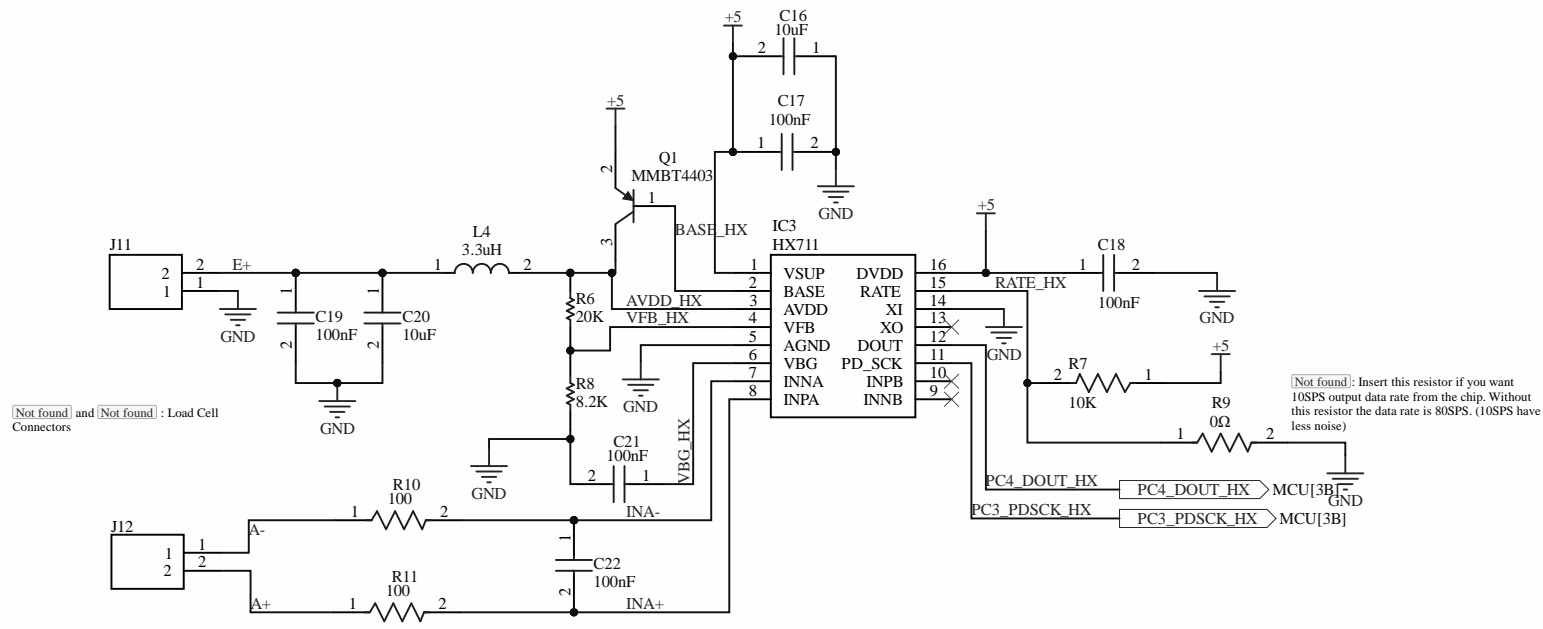 +5
C16
10uF
2
1
C17
100nF
1
2
GND
+5
2
Q1
MMBT4403
1
3
BASE_HX
IC3
HX711
1 VSUP
2 BASE
3 AVDD
4 VFB
5 AGND
6 VBG
7 INNA
8 INPA
DVDD 16
RATE 15
XI 14
XO 13
DOUT 12
PD_SCK 11
INPB 10
INNB 9
+5
C18
1
2
100nF
GND
RATE_HX
GND
+5
R7
2
1
10K
R9
0Ω
1
2
GND
Not found : Insert this resistor if you want
10SPS output data rate from the chip. Without
this resistor the data rate is 80SPS. (10SPS have
less noise)
PC4_DOUT_HX
PC4_DOUT_HX
MCU[3B]
PC3_PDSCK_HX
PC3_PDSCK_HX
MCU[3B]
J11
2
1
2
1
E+
GND
L4
3.3uH
1
2
1
C19
100nF
2
1
C20
10uF
2
GND
R6
20K
AVDD_HX
VFB_HX
R8
8.2K
GND
GND
C21
100nF
2
1
VBG_HX
Not found and Not found : Load Cell
Connectors
J12
1
2
1
2
A-
A+
R10
100
1
2
INA-
1
C22
100nF
2
R11
100
1
2
INA+